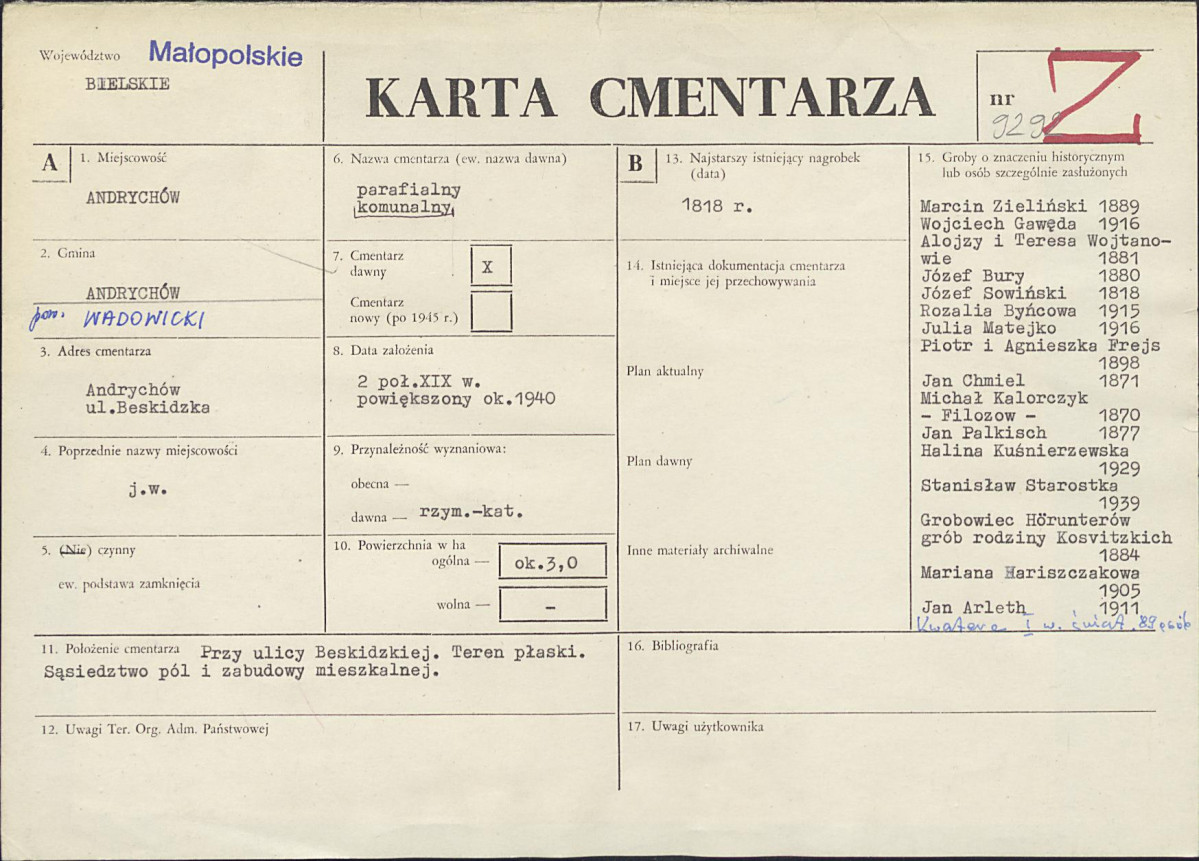 Województwo Małopolskie
BIELSKIE
KARTA CMENTARZA
nr
Z
A
1. Miejscowość
ANDRYCHÓW
2. Gmina
ANDRYCHÓW
pow. WADOWICKI
3. Adres cmentarza
Andrychów
ul.Beskidzka
4. Poprzednie nazwy miejscowości
j.w.
5. (Nie) czynny
ew. podstawa zamknięcia
6. Nazwa cmentarza (ew. nazwa dawna)
parafialny
komunalny
7. Cmentarz
dawny
X
Cmentarz
nowy (po 1945 r.)
8. Data założenia
2 poł.XIX w.
powiększony ok.1940
9. Przynależność wyznaniowa:
obecna —
dawna — rzym.-kat.
10. Powierzchnia w ha
ogólna — ok.3,0
wolna — -
B
13. Najstarszy istniejący nagrobek
(data)
1818 r.
14. Istniejąca dokumentacja cmentarza
i miejsce jej przechowywania
Plan aktualny
Plan dawny
Inne materiały archiwalne
15. Groby o znaczeniu historycznym
lub osób szczególnie zasłużonych
Marcin Zieliński 1889
Wojciech Gawęda 1916
Alojzy i Teresa Wojtano-
wie 1881
Józef Bury 1880
Józef Sowiński 1818
Rozalia Byńcowa 1915
Julia Matejko 1916
Piotr i Agnieszka Frejs
1898
Jan Chmiel 1871
Michał Kalorczyk
- Filozow - 1870
Jan Palkisch 1877
Halina Kuśnierzewska
1929
Stanisław Starostka
1939
Grobowiec Hörunterów
grób rodziny Kosvitzkich
1884
Mariana Hariszczakowa
1905
Jan Arleth 1911
Kwatera I w. świat. 89 osób
11. Położenie cmentarza Przy ulicy Beskidzkiej. Teren płaski.
Sąsiedztwo pól i zabudowy mieszkalnej.
12. Uwagi Ter. Org. Adm. Państwowej
16. Bibliografia
17. Uwagi użytkownika